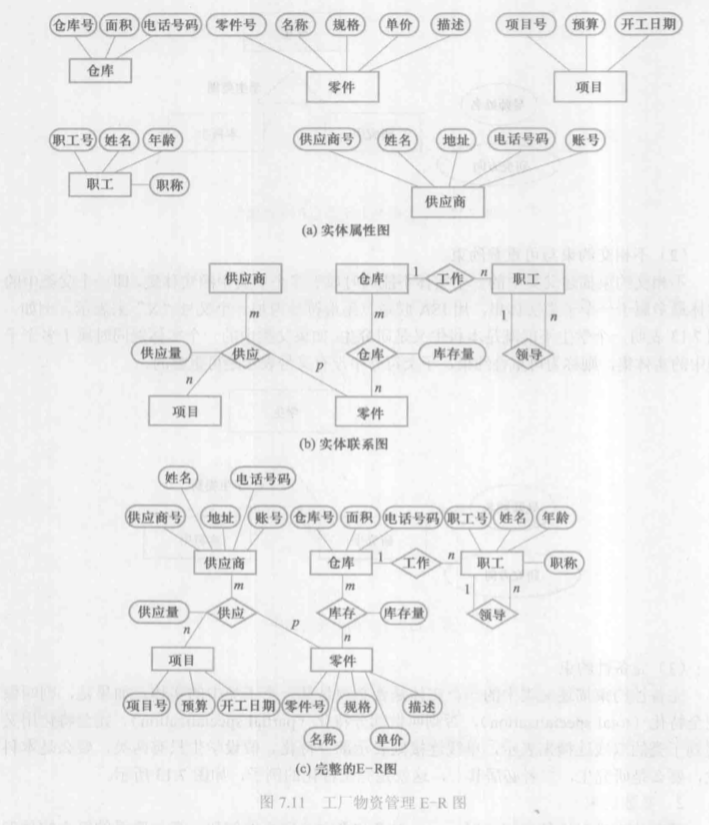 仓库号 面积 电话号码 零件号 名称 规格 单价 描述 项目号 预算 开工日期
仓库 零件 项目
职工号 姓名 年龄 供应商号 姓名 地址 电话号码 账号
职工 职称 供应商
(a) 实体属性图
供应商 仓库 1 工作 n 职工
m m 1 n
供应量 供应 仓库 库存量 领导
n p n
项目 零件
(b) 实体联系图
姓名 电话号码
供应商号 地址 账号 仓库号 面积 电话号码 职工号 姓名 年龄
供应商 仓库 1 工作 n 职工 职称
m m 1 n
供应量 供应 库存 库存量 领导
n p n
项目 零件
项目号 预算 开工日期 零件号 规格 描述
名称 单价
(c) 完整的E-R图
图 7.11 工厂物资管理 E-R 图